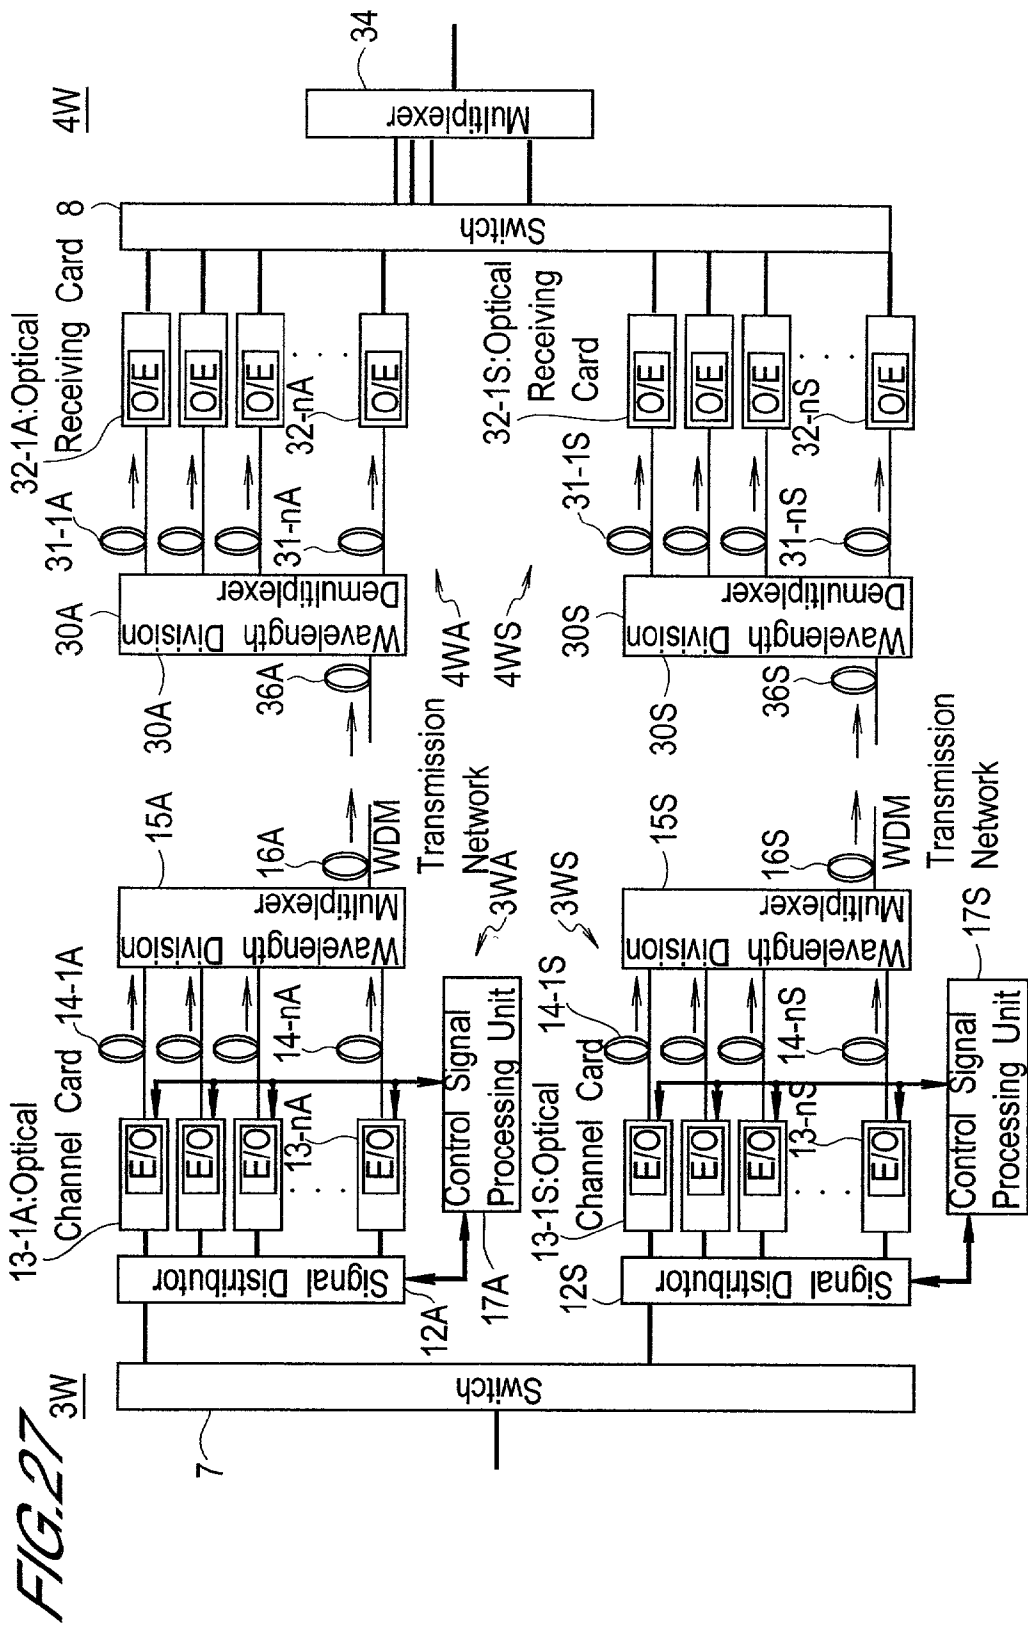 FIG.27
3W
4W
7
Switch
13-1A:Optical
Channel Card
Signal Distributor
12A
E/O
E/O
E/O
E/O
. . .
13-nA
14-1A
14-nA
Control Signal
Processing Unit
17A
Wavelength
Division
Multiplexer
15A
16A
WDM
Transmission
Network
3WA
30A
30A
Wavelength
Division
Demultiplexer
36A
4WA
31-1A
31-nA
32-1A:Optical
Receiving Card
O/E
O/E
O/E
O/E
. . .
32-nA
8
Switch
34
Multiplexer
13-1S:Optical
Channel Card
Signal Distributor
12S
E/O
E/O
E/O
E/O
. . .
13-nS
14-1S
14-nS
Control Signal
Processing Unit
17S
Wavelength
Division
Multiplexer
15S
16S
WDM
Transmission
Network
3WS
30S
30S
Wavelength
Division
Demultiplexer
36S
4WS
31-1S
31-nS
32-1S:Optical
Receiving
Card
O/E
O/E
O/E
O/E
. . .
32-nS